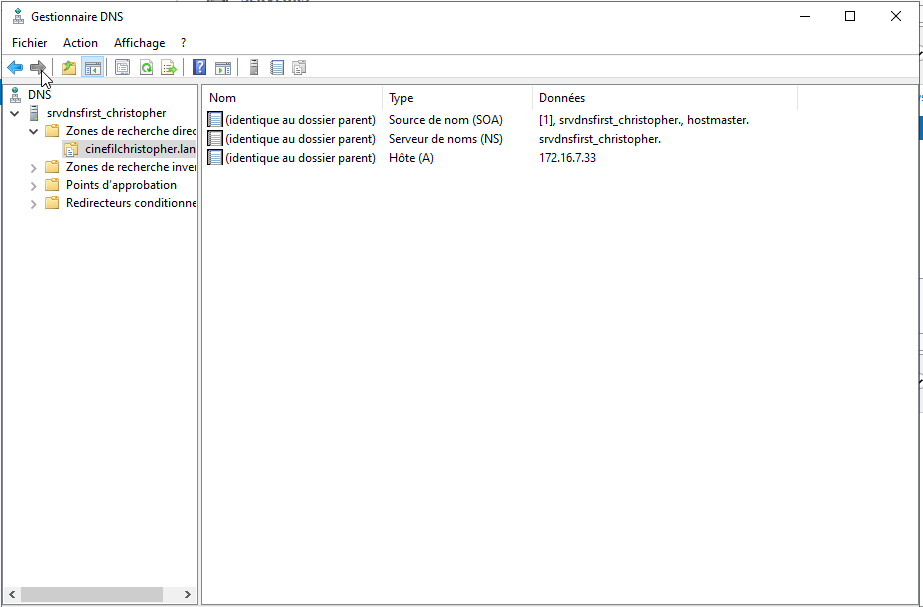 Gestionnaire DNS
Fichier Action Affichage ?
DNS
srvdnsfirst_christopher
Zones de recherche direc
cinefilchristopher.lan
Zones de recherche inver
Points d'approbation
Redirecteurs conditionne
Nom Type Données
(identique au dossier parent) Source de nom (SOA) [1], srvdnsfirst_christopher., hostmaster.
(identique au dossier parent) Serveur de noms (NS) srvdnsfirst_christopher.
(identique au dossier parent) Hôte (A) 172.16.7.33